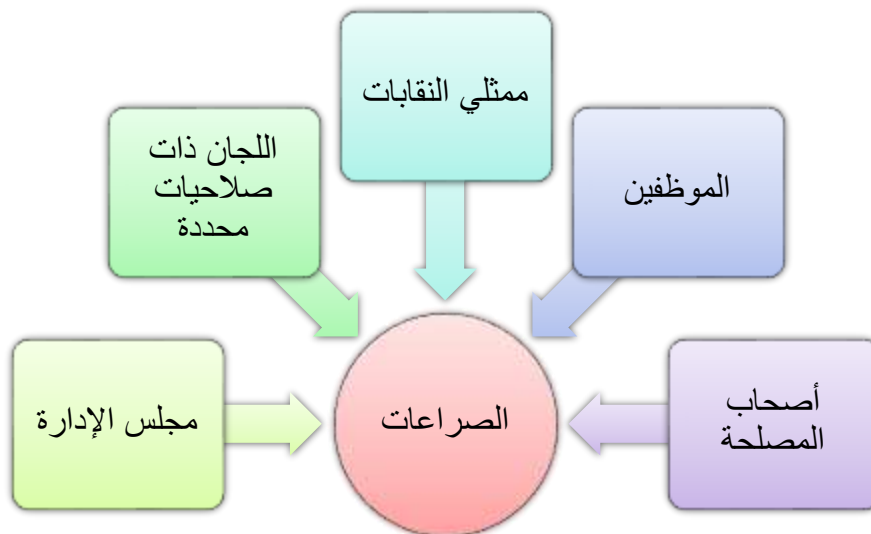 ممثلي النقابات
اللجان ذات
صلاحيات
محددة
الموظفين
مجلس الإدارة
الصراعات
أصحاب
المصلحة